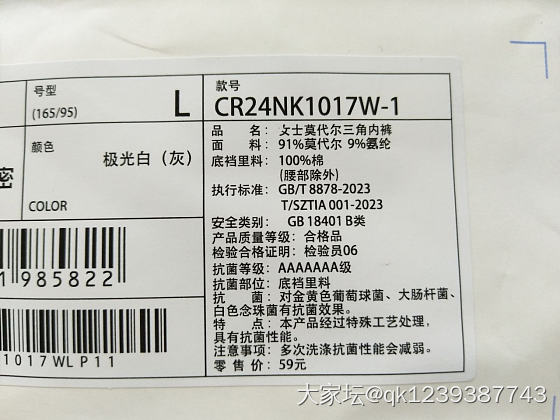 号型
(165/95)
L
颜色
极光白（灰）
COLOR
密
1985822
1017WLP11
款号
CR24NK1017W-1
品 名：女士莫代尔三角内裤
面 料：91%莫代尔 9%氨纶
底裆里料：100%棉
(腰部除外)
执行标准：GB/T 8878-2023
T/SZTIA 001-2023
安全类别： GB 18401 B类
产品质量等级：合格品
检验合格证明：检验员06
抗菌等级：AAAAAAA级
抗菌部位：底裆里料
抗 菌：对金黄色葡萄球菌、大肠杆菌、
白色念珠菌有抗菌效果。
特 点：本产品经过特殊工艺处理，
具有抗菌性能。
注意事项：多次洗涤抗菌性能会减弱。
零 售 价：59元
大家坛@qk1239387743